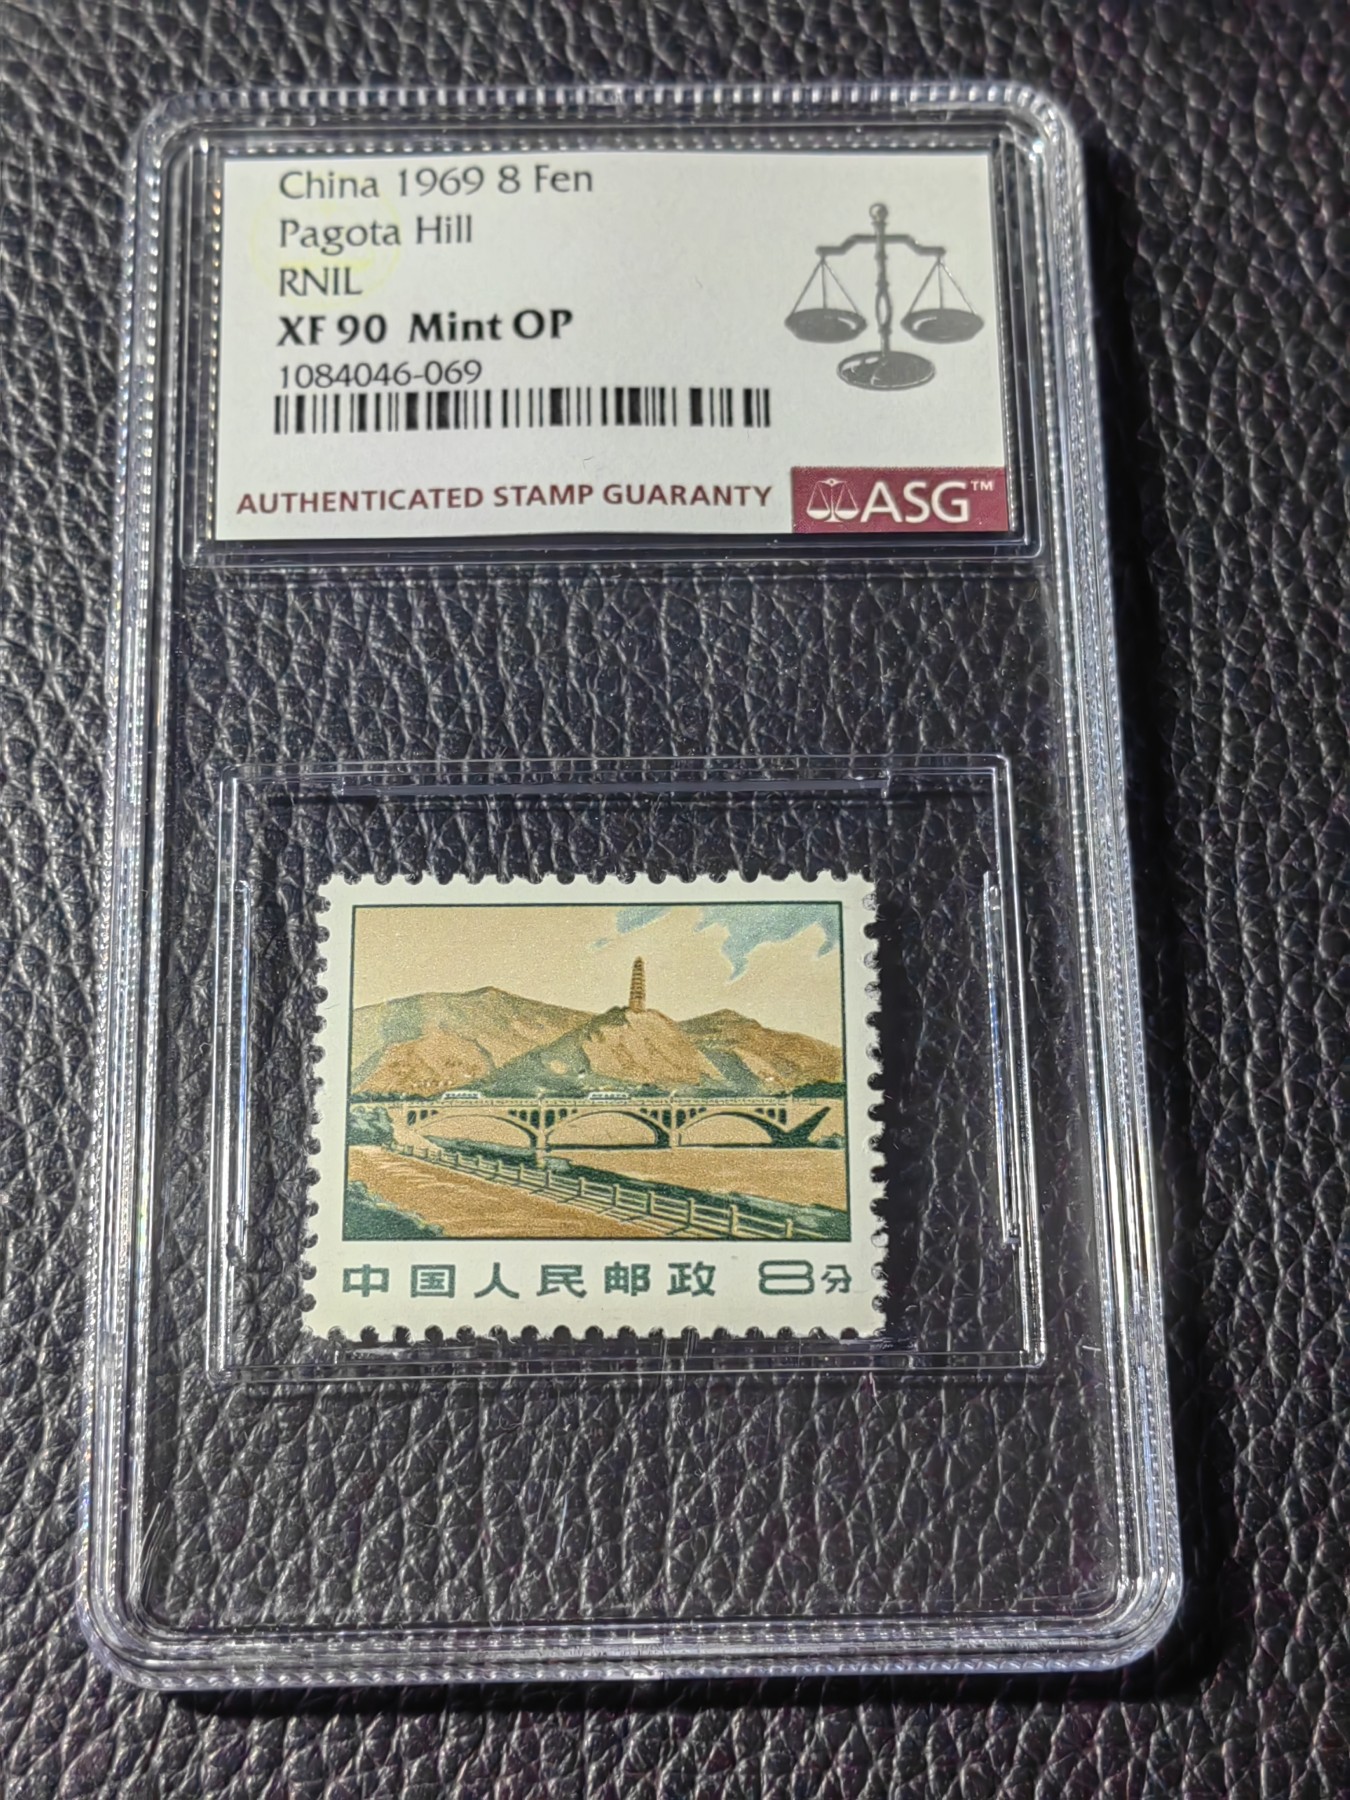 China 1969 8 Fen
Pagota Hill
RNIL
XF 90 Mint OP
1084046-069
AUTHENTICATED STAMP GUARANTY
ASG™
中国人民邮政 8分